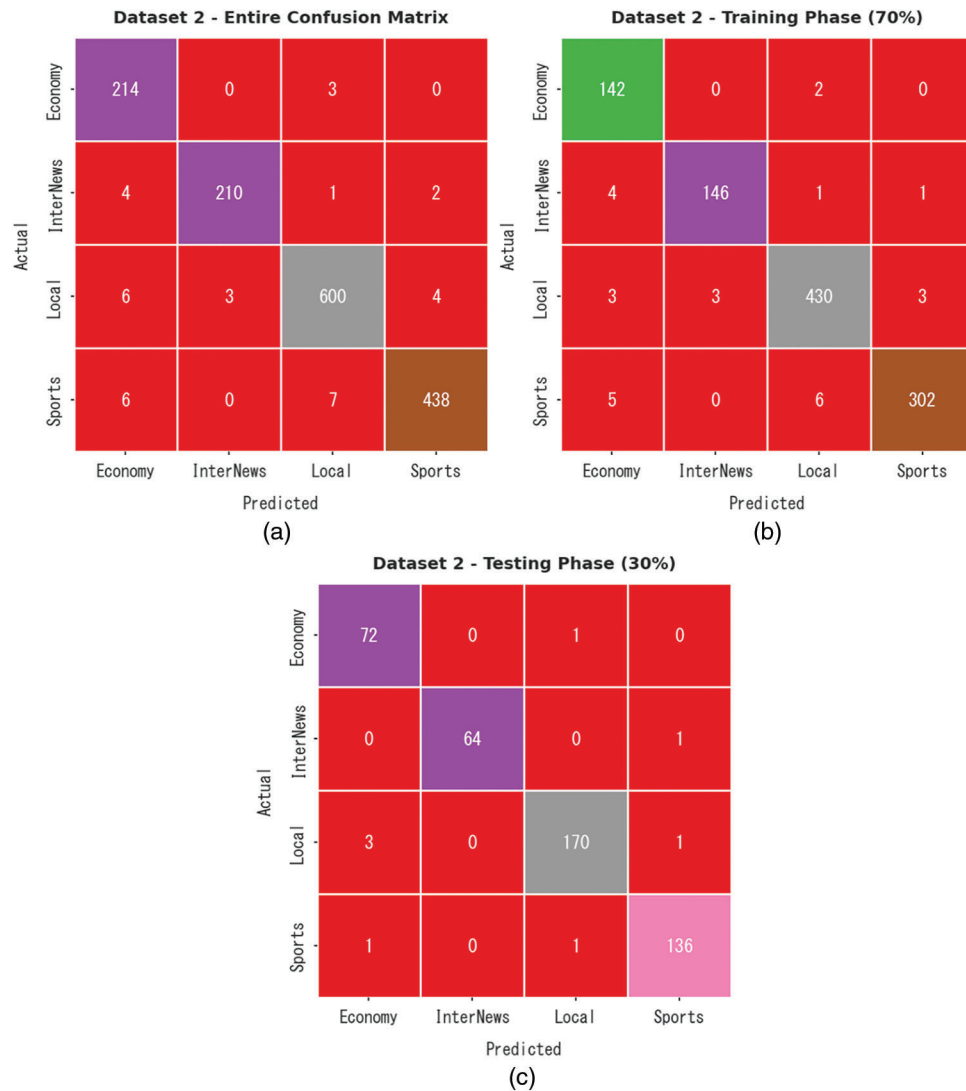 Dataset 2 - Entire Confusion Matrix
Economy 214 0 3 0
InterNews 4 210 1 2
Local 6 3 600 4
Sports 6 0 7 438
Actual
Economy InterNews Local Sports
Predicted
(a)
Dataset 2 - Training Phase (70%)
Economy 142 0 2 0
InterNews 4 146 1 1
Local 3 3 430 3
Sports 5 0 6 302
Actual
Economy InterNews Local Sports
Predicted
(b)
Dataset 2 - Testing Phase (30%)
Economy 72 0 1 0
InterNews 0 64 0 1
Local 3 0 170 1
Sports 1 0 1 136
Actual
Economy InterNews Local Sports
Predicted
(c)